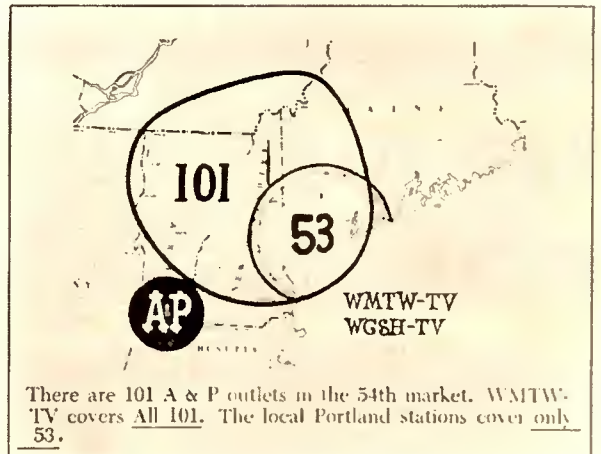 101
53
AP
WMTW-TV
WGSH-TV
There are 101 A & P outlets in the 54th market. WMTW-
TV covers All 101. The local Portland stations cover only
53.